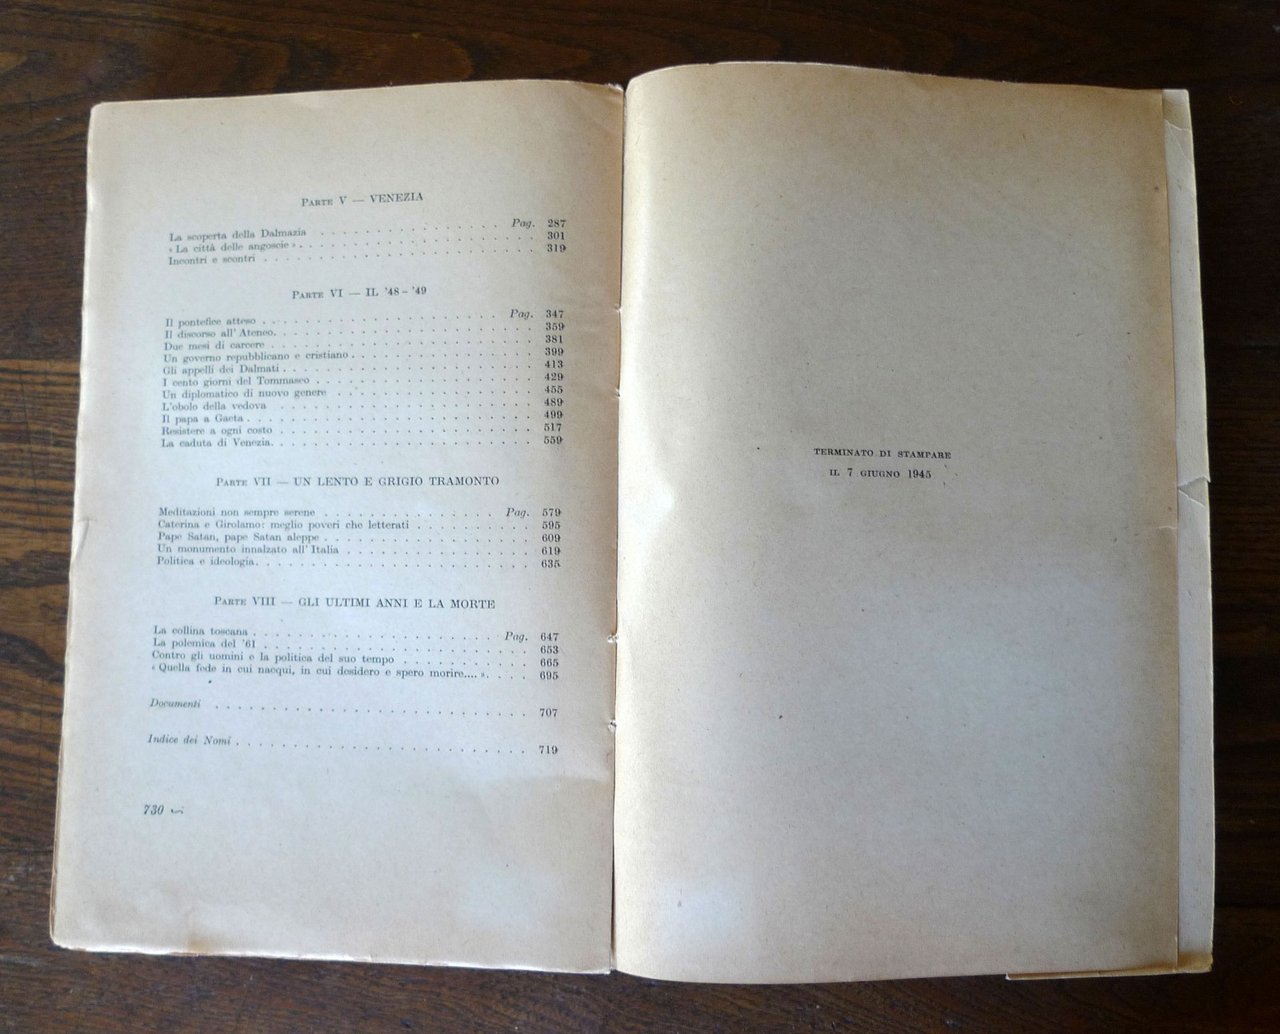 Parte V — VENEZIA
La scoperta della Dalmazia . . . . . . . . . . . . Pag. 287
« La città delle angoscie » . . . . . . . . . . . . 301
Incontri e scontri . . . . . . . . . . . . 319
Parte VI — IL '48 - '49
Il pontefice atteso . . . . . . . . . . . . Pag. 347
Il discorso all' Ateneo. . . . . . . . . . . . 359
Due mesi di carcere . . . . . . . . . . . . 381
Un governo repubblicano e cristiano . . . . . . . . . . . . 399
Gli appelli dei Dalmati . . . . . . . . . . . . 413
I cento giorni del Tommaseo . . . . . . . . . . . . 429
Un diplomatico di nuovo genere . . . . . . . . . . . . 455
L'obolo della vedova . . . . . . . . . . . . 489
Il papa a Gaeta . . . . . . . . . . . . 499
Resistere a ogni costo . . . . . . . . . . . . 517
La caduta di Venezia. . . . . . . . . . . . 559
Parte VII — UN LENTO E GRIGIO TRAMONTO
Meditazioni non sempre serene . . . . . . . . . . . . Pag. 579
Caterina e Girolamo: meglio poveri che letterati . . . . . . . . . . . . 595
Pape Satan, pape Satan aleppe . . . . . . . . . . . . 609
Un monumento innalzato all' Italia . . . . . . . . . . . . 619
Politica e ideologia. . . . . . . . . . . . 635
Parte VIII — GLI ULTIMI ANNI E LA MORTE
La collina toscana . . . . . . . . . . . . Pag. 647
La polemica del '61 . . . . . . . . . . . . 653
Contro gli uomini e la politica del suo tempo . . . . . . . . . . . . 665
« Quella fede in cui nacqui, in cui desidero e spero morire.... ». . . . 695
Documenti . . . . . . . . . . . . 707
Indice dei Nomi . . . . . . . . . . . . 719
730
TERMINATO DI STAMPARE
IL 7 GIUGNO 1945